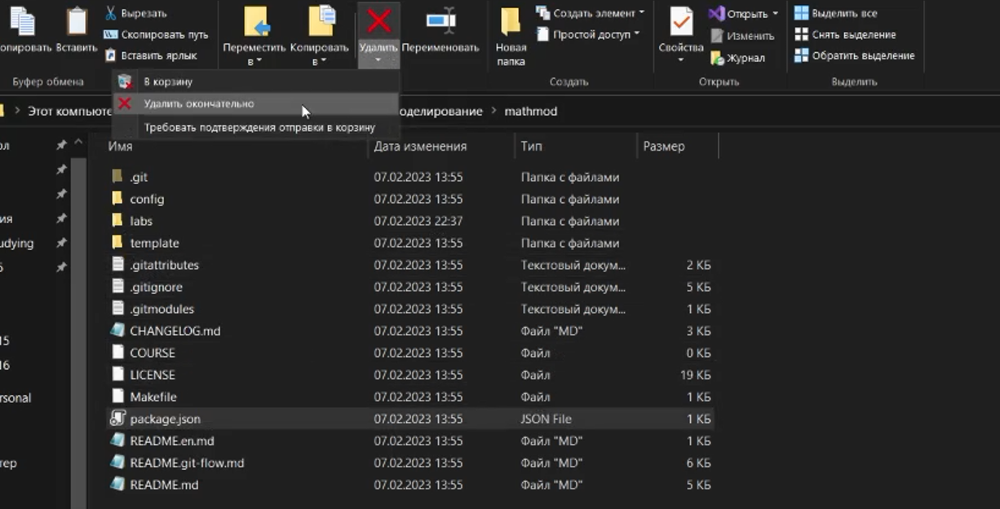 Вырезать
Скопировать путь
Вставить
Вставить ярлык
Буфер обмена
Переместить в
Копировать в
Удалить
Переименовать
В корзину
Удалить окончательно
Требовать подтверждения отправки в корзину
Новая папка
Создать элемент
Простой доступ
Создать
Свойства
Открыть
Изменить
Журнал
Открыть
Выделить все
Снять выделение
Обратить выделение
Выделить
Этот компьюте
оделирование > mathmod
Имя Дата изменения Тип Размер
.git 07.02.2023 13:55 Папка с файлами
config 07.02.2023 13:55 Папка с файлами
labs 07.02.2023 22:37 Папка с файлами
template 07.02.2023 13:55 Папка с файлами
.gitattributes 07.02.2023 13:55 Текстовый докум... 2 КБ
.gitignore 07.02.2023 13:55 Текстовый докум... 5 КБ
.gitmodules 07.02.2023 13:55 Текстовый докум... 1 КБ
CHANGELOG.md 07.02.2023 13:55 Файл "MD" 3 КБ
COURSE 07.02.2023 13:55 Файл 0 КБ
LICENSE 07.02.2023 13:55 Файл 19 КБ
Makefile 07.02.2023 13:55 Файл 1 КБ
package.json 07.02.2023 13:55 JSON File 1 КБ
README.en.md 07.02.2023 13:55 Файл "MD" 1 КБ
README.git-flow.md 07.02.2023 13:55 Файл "MD" 6 КБ
README.md 07.02.2023 13:55 Файл "MD" 5 КБ